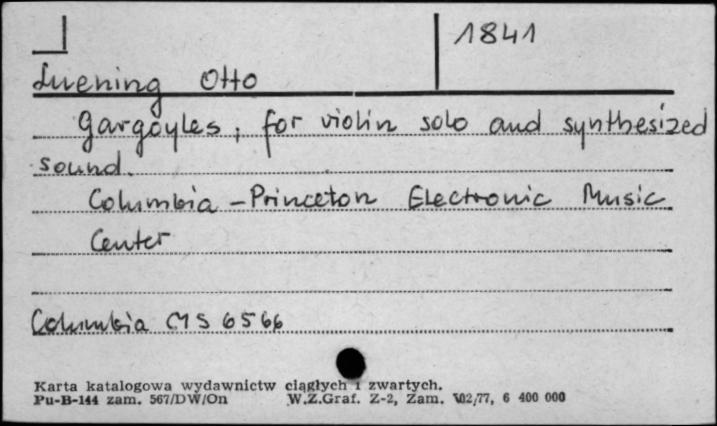 1841
Luening Otto
Gargoyles, for violin solo and synthesized
sound.
Columbia - Princeton Electronic Music
Center
Columbia MS 6566
Karta katalogowa wydawnictw ciągłych i zwartych.
Pu-B-144 zam. 567/DW/On W.Z.Graf. Z-2, Zam. 102/77, 6 400 000